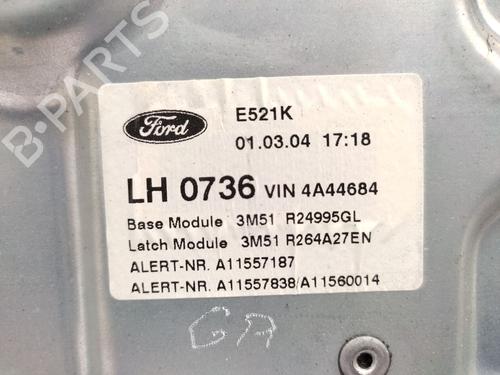 B-PARTS
Ford
E521K
01.03.04 17:18
LH 0736 VIN 4A44684
Base Module 3M51 R24995GL
Latch Module 3M51 R264A27EN
ALERT-NR. A11557187
ALERT-NR. A11557838/A11560014